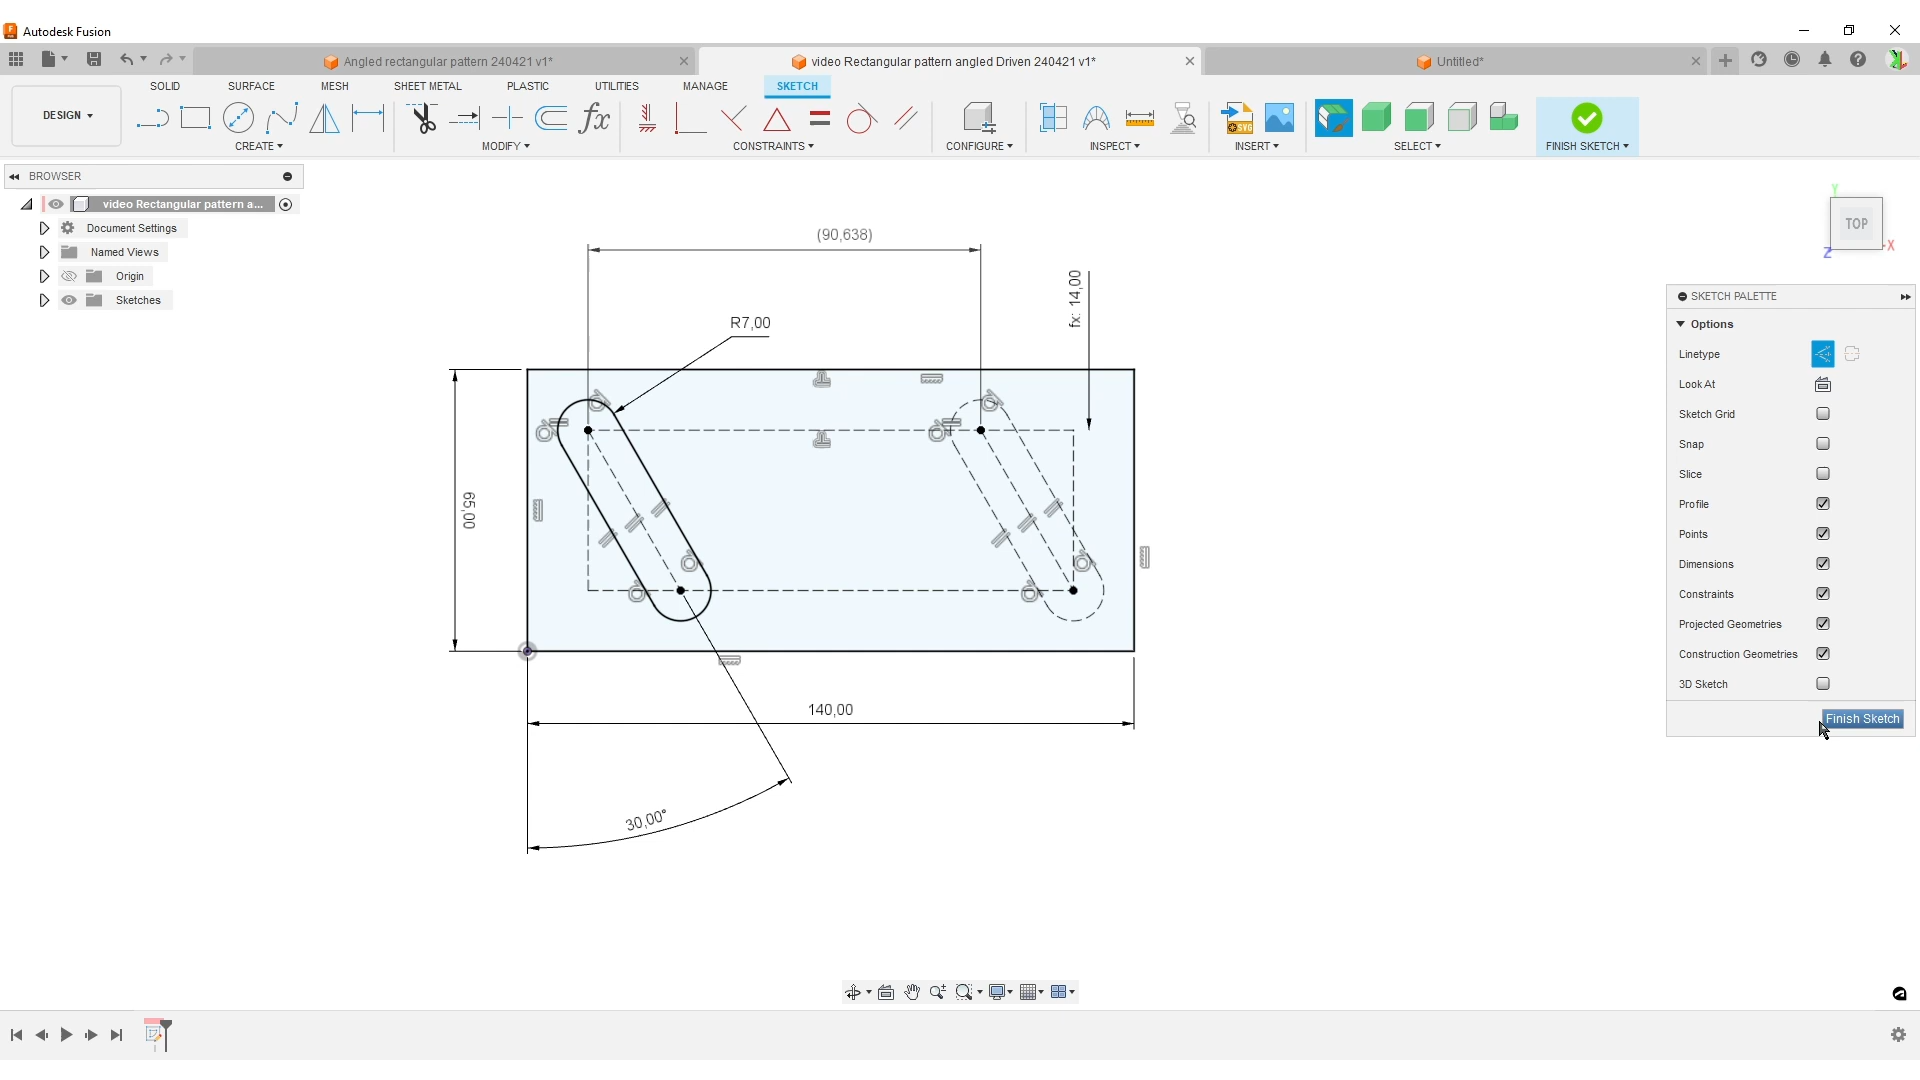 Autodesk Fusion
Angled rectangular pattern 240421 v1*
video Rectangular pattern angled Driven 240421 v1*
Untitled*
SOLID
SURFACE
MESH
SHEET METAL
PLASTIC
UTILITIES
MANAGE
SKETCH
DESIGN
fx
SVG
CREATE
MODIFY
CONSTRAINTS
CONFIGURE
INSPECT
INSERT
SELECT
FINISH SKETCH
BROWSER
video Rectangular pattern a...
Document Settings
Named Views
Origin
Sketches
Y
TOP
X
Z
(90,638)
fx: 14,00
R7,00
65,00
140,00
30,00°
SKETCH PALETTE
Options
Linetype
Look At
Sketch Grid
Snap
Slice
Profile
Points
Dimensions
Constraints
Projected Geometries
Construction Geometries
3D Sketch
Finish Sketch